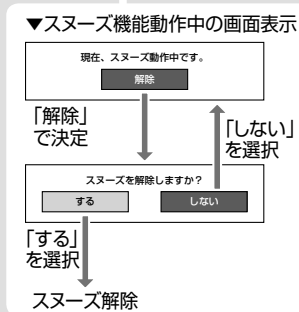 ▼スヌーズ機能動作中の画面表示
現在、スヌーズ動作中です。
解除
「解除」
で決定
「しない」
を選択
スヌーズを解除しますか？
する
しない
「する」
を選択
スヌーズ解除